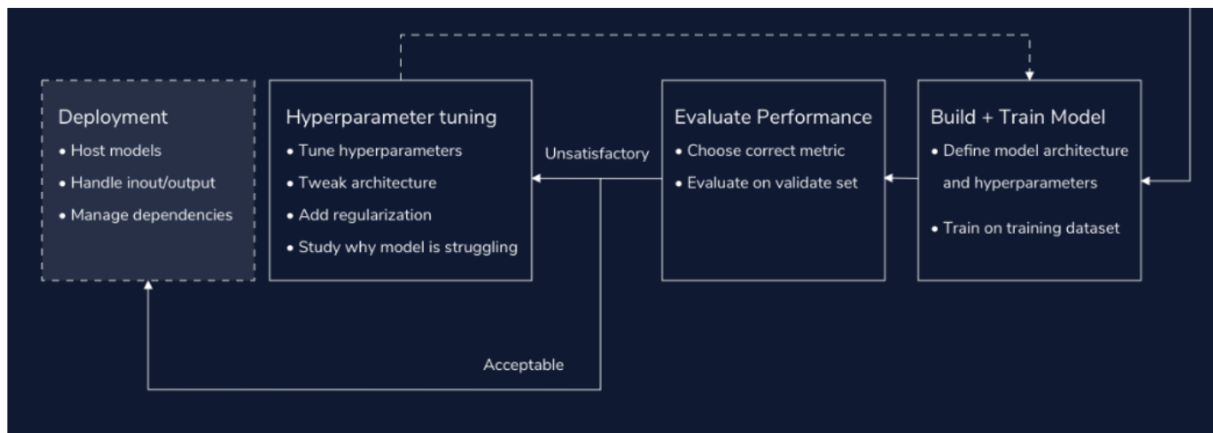 Deployment
• Host models
• Handle inout/output
• Manage dependencies
Hyperparameter tuning
• Tune hyperparameters
• Tweak architecture
• Add regularization
• Study why model is struggling
Unsatisfactory
Acceptable
Evaluate Performance
• Choose correct metric
• Evaluate on validate set
Build + Train Model
• Define model architecture
and hyperparameters
• Train on training dataset